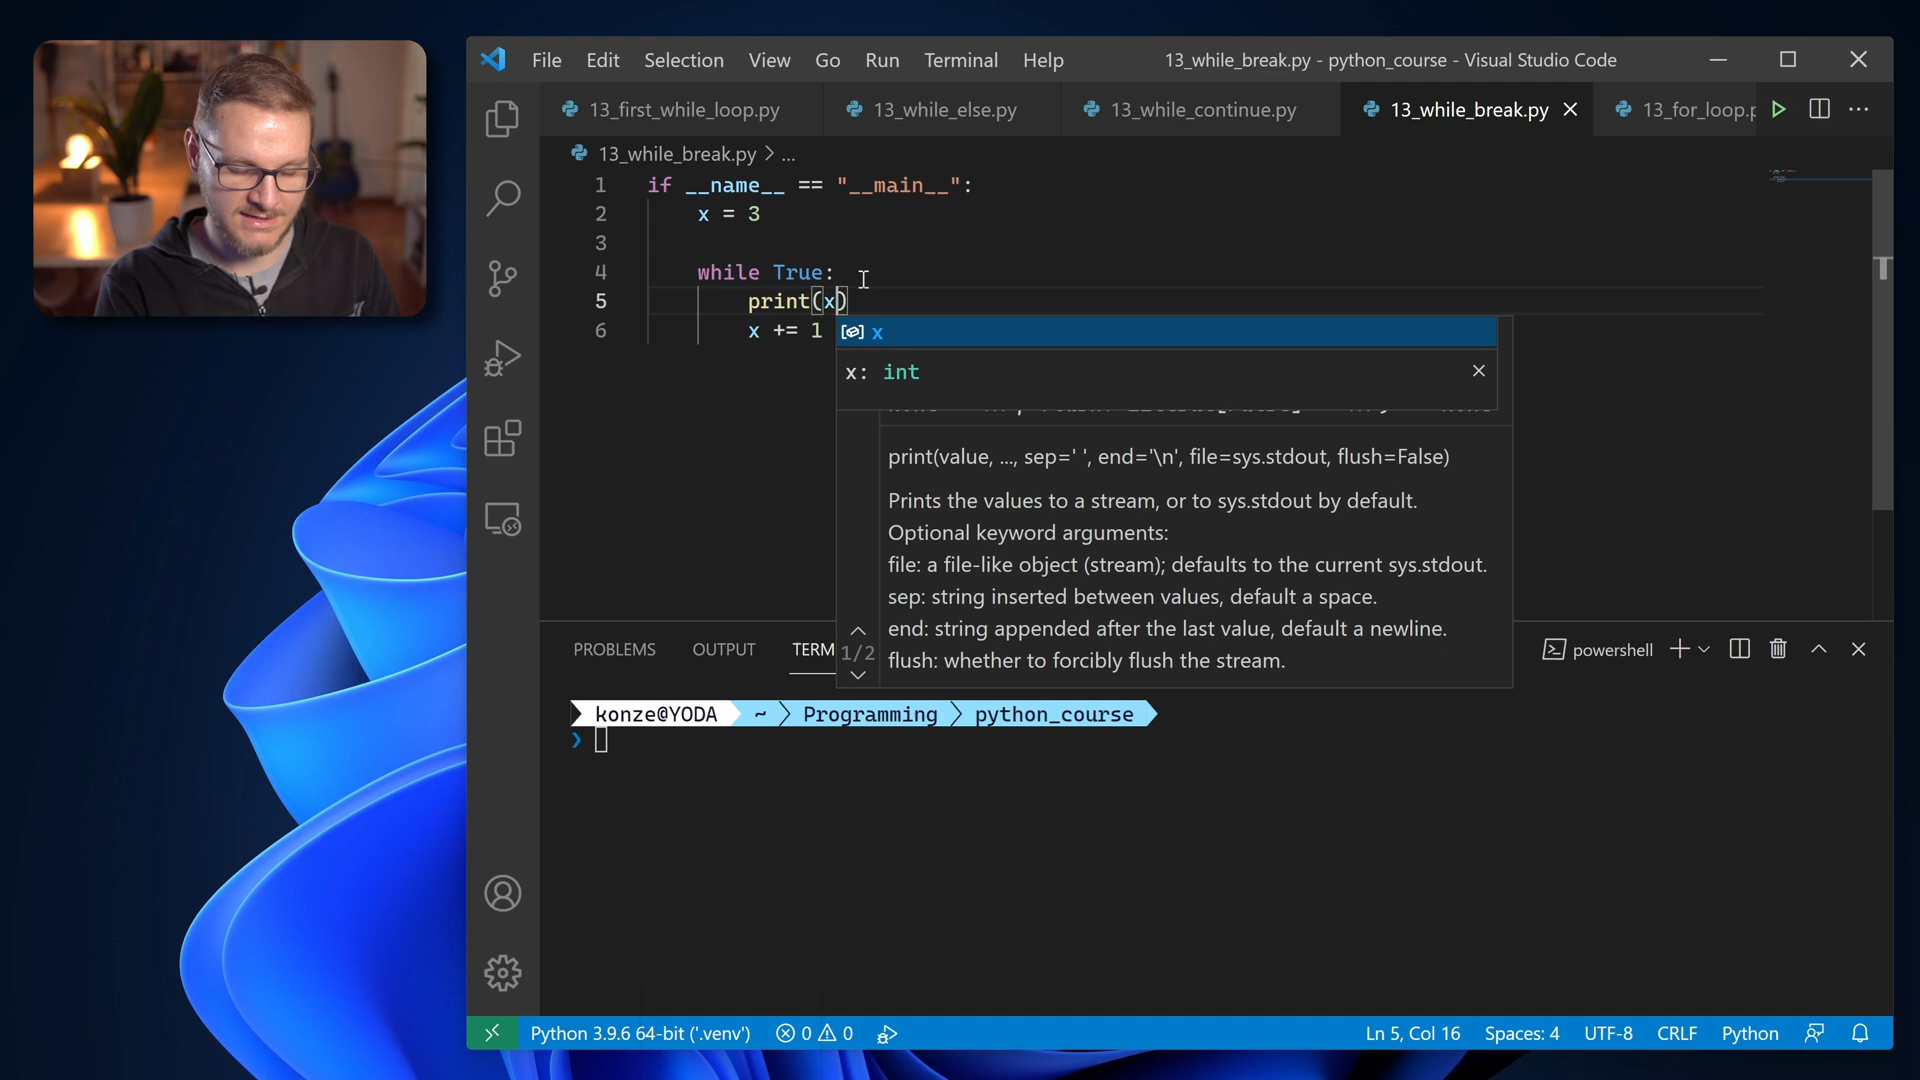 File Edit Selection View Go Run Terminal Help 13_while_break.py - python_course - Visual Studio Code
13_first_while_loop.py 13_while_else.py 13_while_continue.py 13_while_break.py 13_for_loop.p
13_while_break.py > ...
1 if __name__ == "__main__":
2 x = 3
3
4 while True:
5 print(x)
6 x += 1
x
x: int
print(value, ..., sep=' ', end='\n', file=sys.stdout, flush=False)
Prints the values to a stream, or to sys.stdout by default.
Optional keyword arguments:
file: a file-like object (stream); defaults to the current sys.stdout.
sep: string inserted between values, default a space.
end: string appended after the last value, default a newline.
flush: whether to forcibly flush the stream.
1/2
PROBLEMS OUTPUT TERM powershell
konze@YODA ~ Programming python_course
❯
Python 3.9.6 64-bit ('.venv') 0 0 Ln 5, Col 16 Spaces: 4 UTF-8 CRLF Python